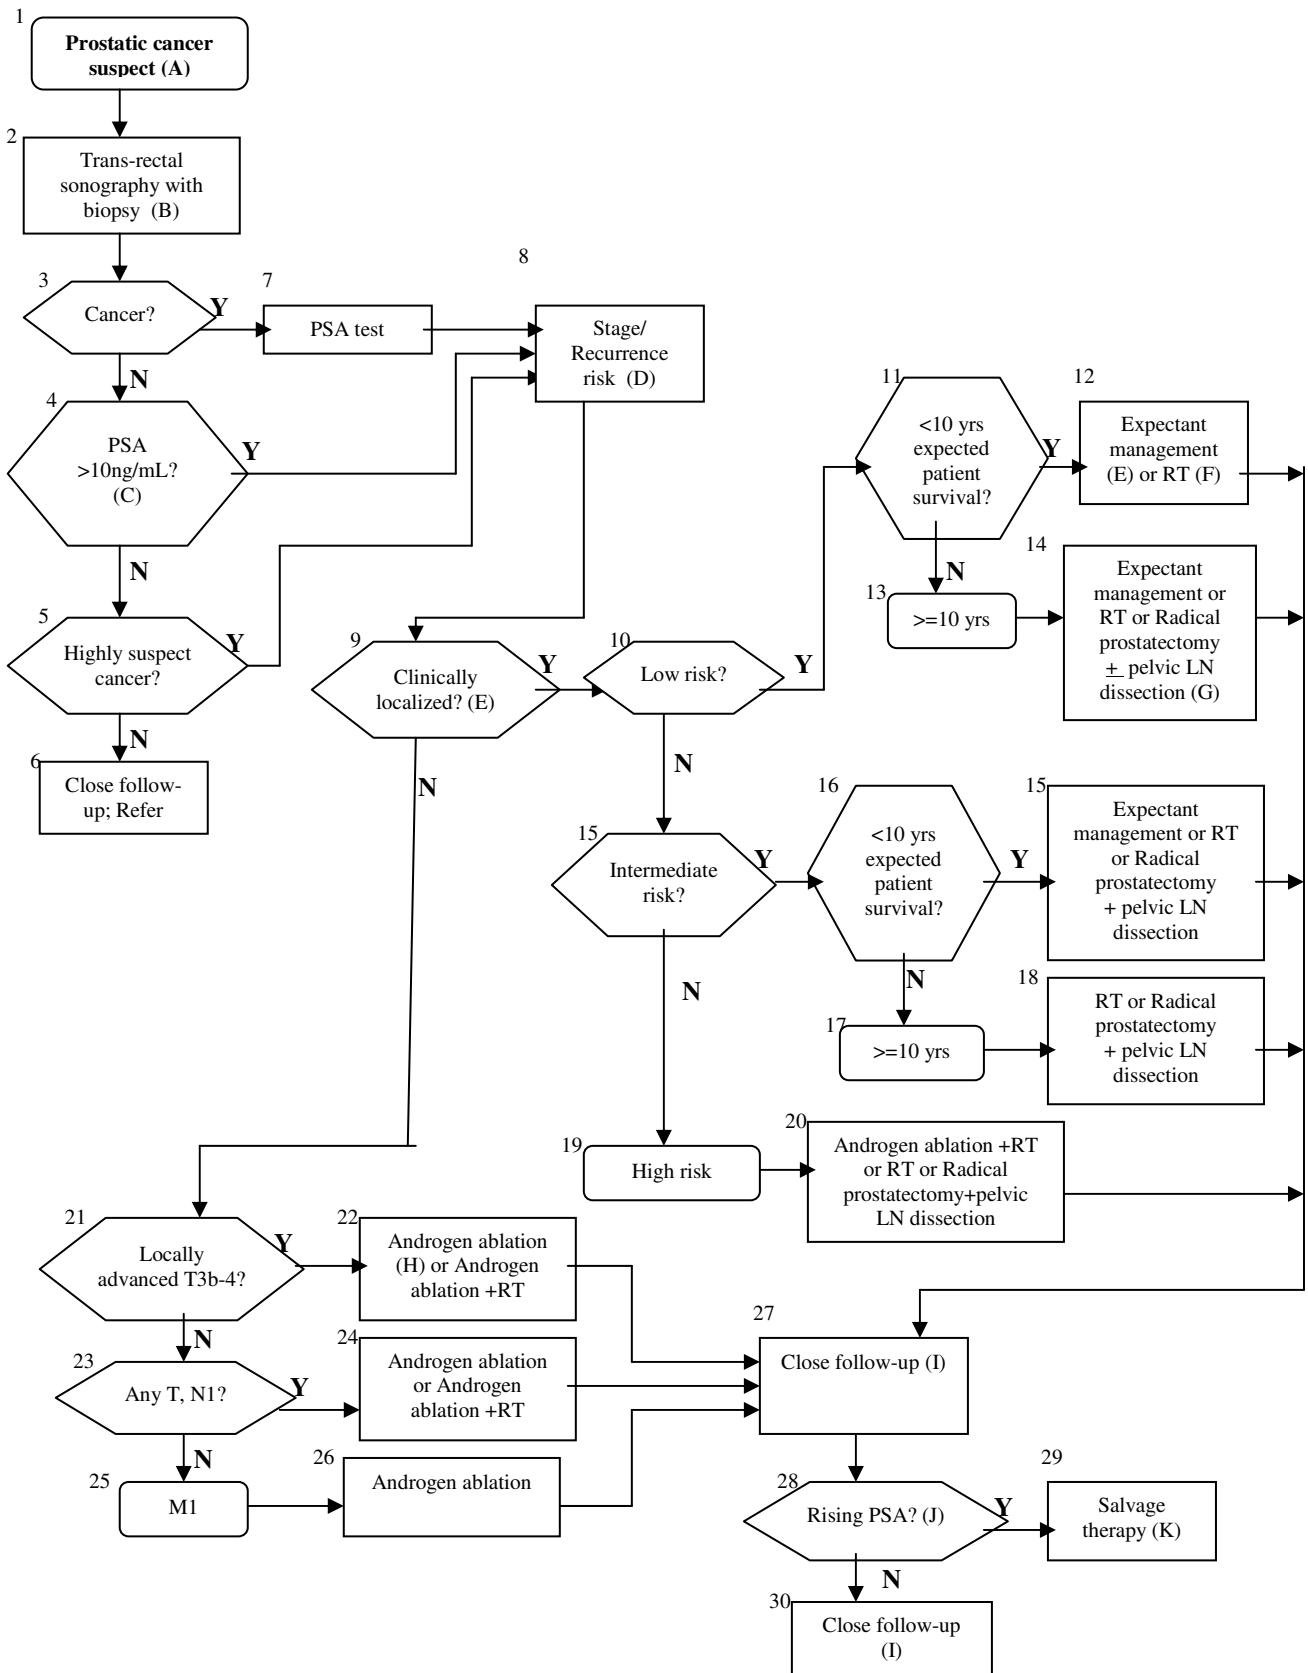 1
Prostatic cancer
suspect (A)
2
Trans-rectal
sonography with
biopsy (B)
3
Cancer?
Y
N
7
PSA test
8
Stage/
Recurrence
risk (D)
4
PSA
>10ng/mL?
(C)
Y
N
5
Highly suspect
cancer?
Y
N
6
Close follow-
up; Refer
9
Clinically
localized? (E)
Y
N
10
Low risk?
Y
N
11
<10 yrs
expected
patient
survival?
Y
N
12
Expectant
management
(E) or RT (F)
13
>=10 yrs
14
Expectant
management or
RT or Radical
prostatectomy
+ pelvic LN
dissection (G)
15
Intermediate
risk?
Y
N
16
<10 yrs
expected
patient
survival?
Y
N
15
Expectant
management or RT
or Radical
prostatectomy
+ pelvic LN
dissection
17
>=10 yrs
18
RT or Radical
prostatectomy
+ pelvic LN
dissection
19
High risk
20
Androgen ablation +RT
or RT or Radical
prostatectomy+pelvic
LN dissection
21
Locally
advanced T3b-4?
Y
N
22
Androgen ablation
(H) or Androgen
ablation +RT
23
Any T, N1?
Y
N
24
Androgen ablation
or Androgen
ablation +RT
25
M1
26
Androgen ablation
27
Close follow-up (I)
28
Rising PSA? (J)
Y
N
29
Salvage
therapy (K)
30
Close follow-up
(I)